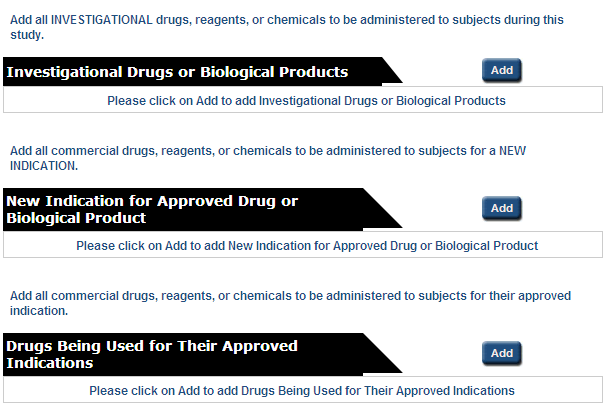 Add all INVESTIGATIONAL drugs, reagents, or chemicals to be administered to subjects during this
study.
Investigational Drugs or Biological Products
Add
Please click on Add to add Investigational Drugs or Biological Products
Add all commercial drugs, reagents, or chemicals to be administered to subjects for a NEW
INDICATION.
New Indication for Approved Drug or
Biological Product
Add
Please click on Add to add New Indication for Approved Drug or Biological Product
Add all commercial drugs, reagents, or chemicals to be administered to subjects for their approved
indication.
Drugs Being Used for Their Approved
Indications
Add
Please click on Add to add Drugs Being Used for Their Approved Indications